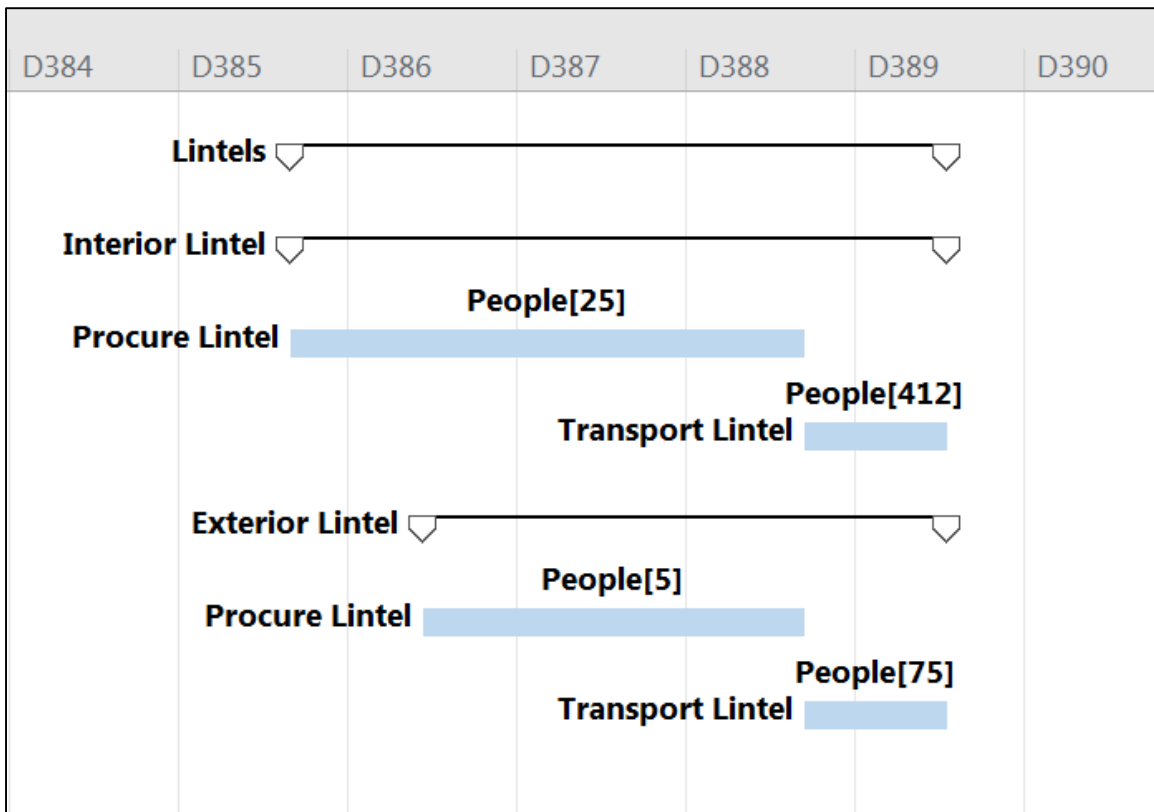 D384 D385 D386 D387 D388 D389 D390
Lintels
Interior Lintel
People[25]
Procure Lintel
People[412]
Transport Lintel
Exterior Lintel
People[5]
Procure Lintel
People[75]
Transport Lintel